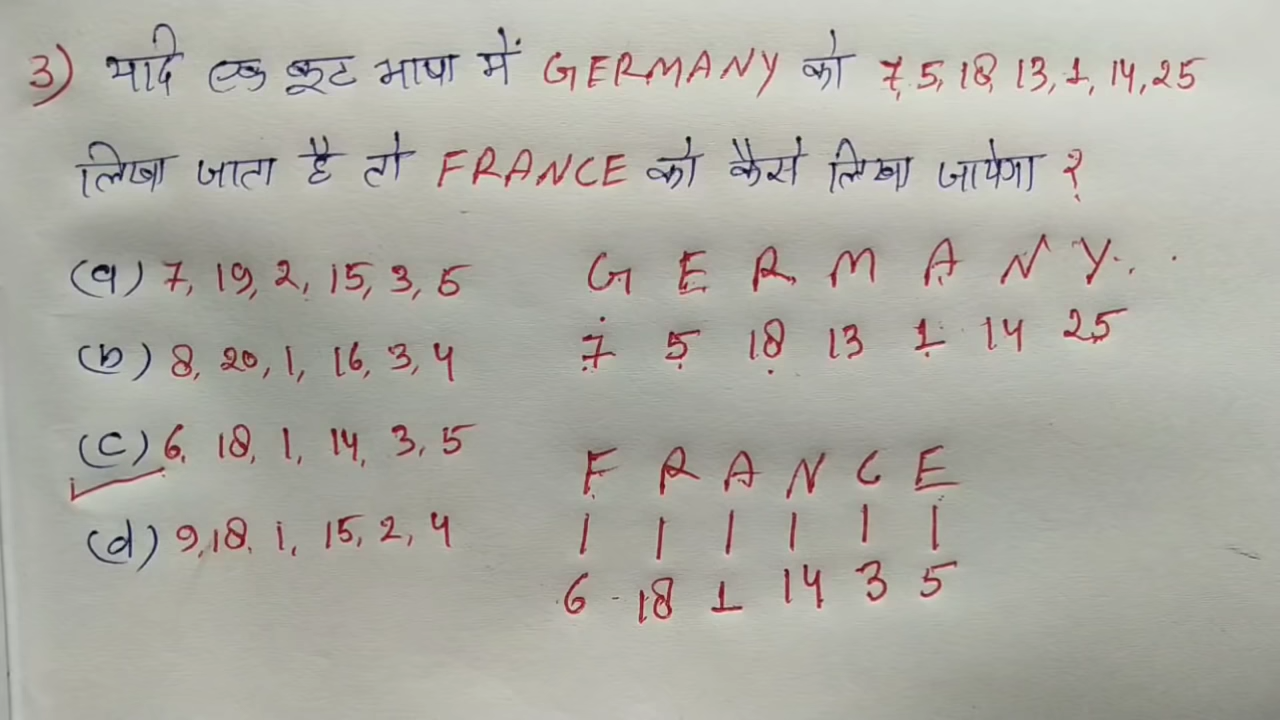 3) यदि एक कूट भाषा में GERMANY को 7, 5, 18, 13, 1, 14, 25
लिखा जाता है तो FRANCE को कैसे लिखा जायेगा ?
(a) 7, 19, 2, 15, 3, 5
(b) 8, 20, 1, 16, 3, 4
(c) 6, 18, 1, 14, 3, 5
(d) 9, 18, 1, 15, 2, 4
G E R M A N Y
7 5 18 13 1 14 25
F R A N C E
6 18 1 14 3 5